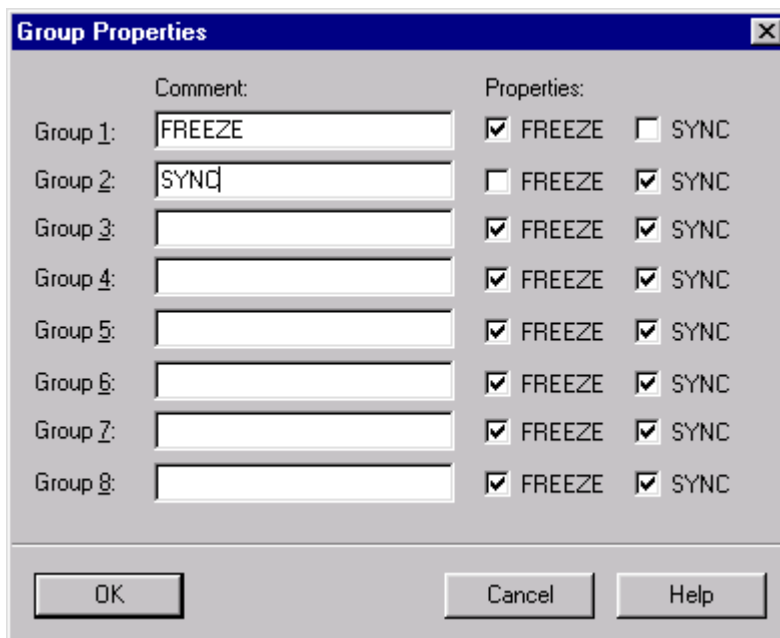 Group Properties
Comment: Properties:
Group 1: FREEZE FREEZE SYNC
Group 2: SYNC FREEZE SYNC
Group 3: FREEZE SYNC
Group 4: FREEZE SYNC
Group 5: FREEZE SYNC
Group 6: FREEZE SYNC
Group 7: FREEZE SYNC
Group 8: FREEZE SYNC
OK Cancel Help